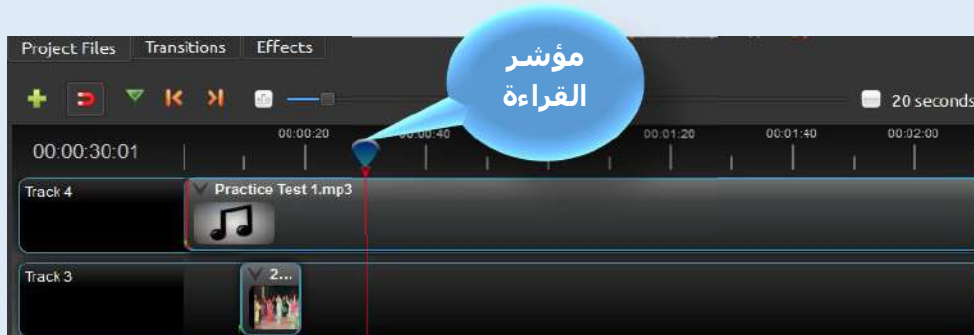 مؤشر
القراءة
Project Files Transitions Effects
20 seconds
00:00:20 00:00:40 00:01:20 00:01:40 00:02:00
00:00:30:01
Track 4
Practice Test 1.mp3
Track 3
2...